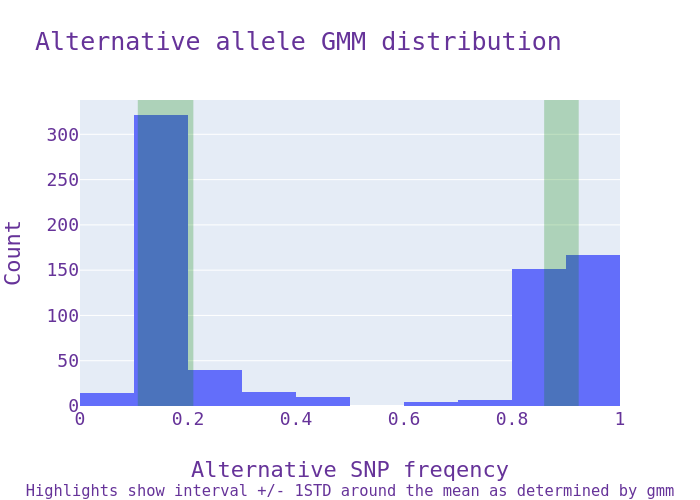 Alternative allele GMM distribution
Count
300
250
200
150
100
50
0
0 0.2 0.4 0.6 0.8 1
Alternative SNP freqency
Highlights show interval +/- 1STD around the mean as determined by gmm